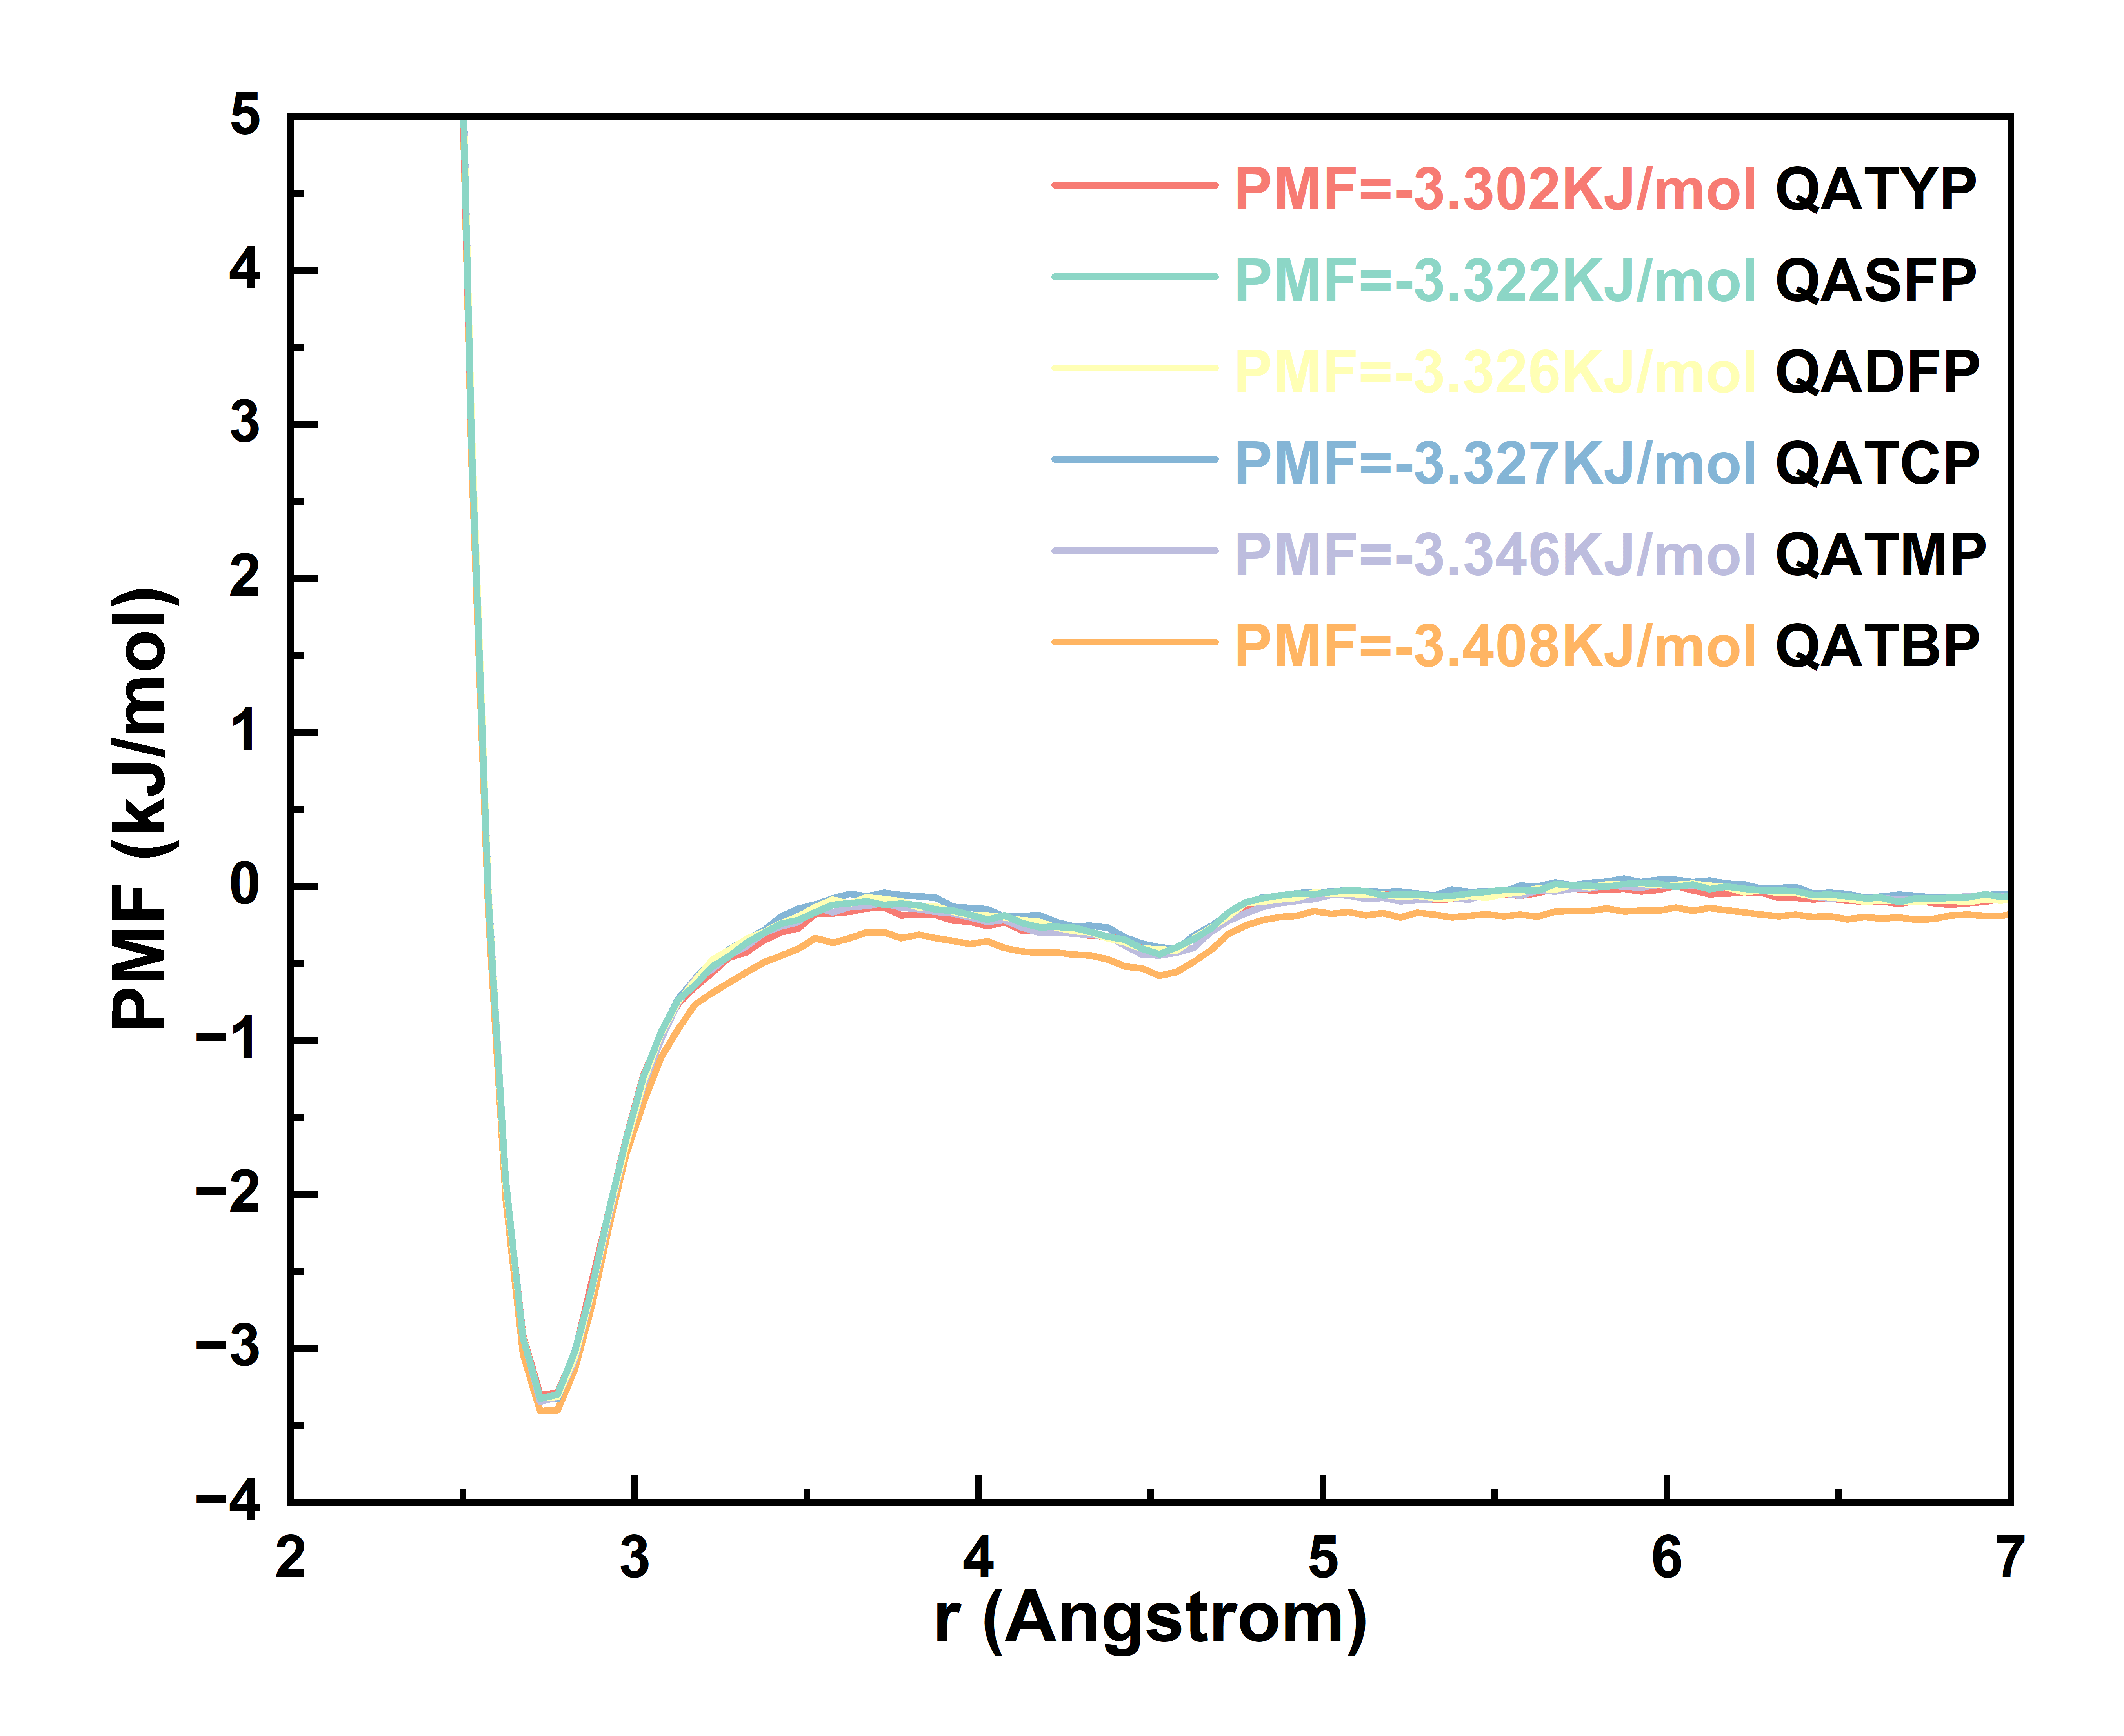 5
4
3
2
1
0
−1
−2
−3
−4
PMF (kJ/mol)
PMF=-3.302KJ/mol QATYP
PMF=-3.322KJ/mol QASFP
PMF=-3.326KJ/mol QADFP
PMF=-3.327KJ/mol QATCP
PMF=-3.346KJ/mol QATMP
PMF=-3.408KJ/mol QATBP
2 3 4 5 6 7
r (Angstrom)